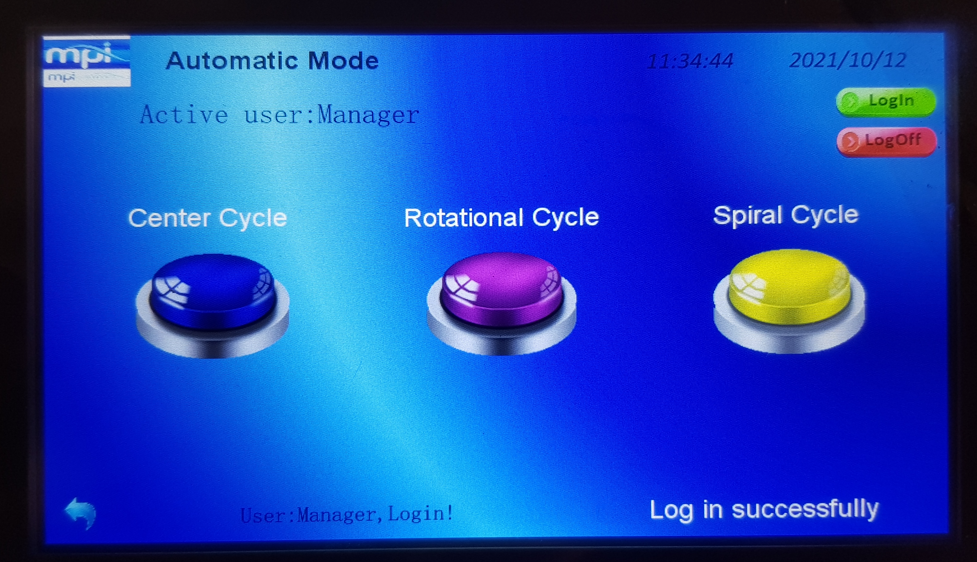 mpi
mpi
Automatic Mode
11:34:44
2021/10/12
Active user:Manager
LogIn
LogOff
Center Cycle
Rotational Cycle
Spiral Cycle
User:Manager,Login!
Log in successfully